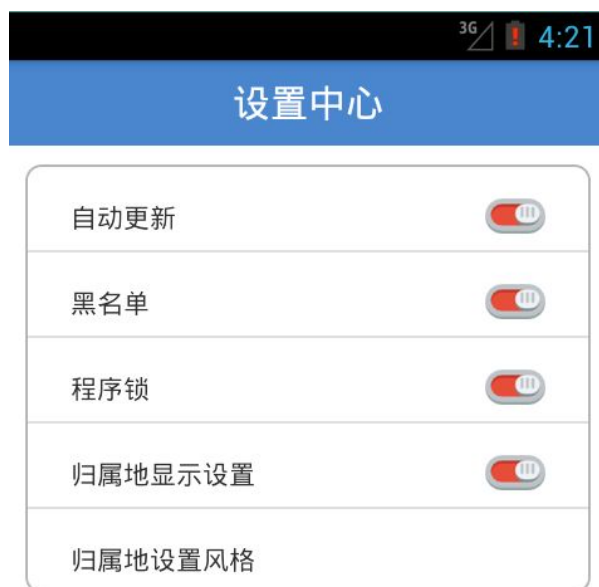 3G 4:21
设置中心
自动更新
黑名单
程序锁
归属地显示设置
归属地设置风格